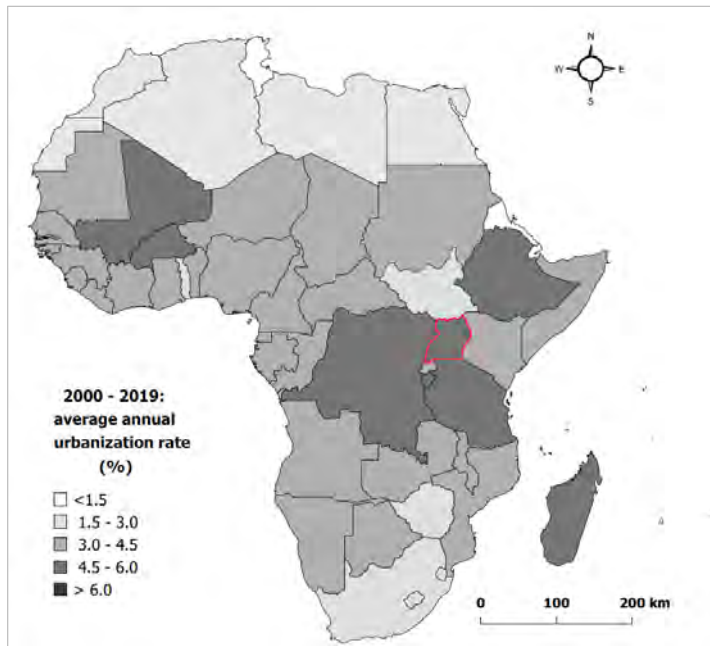 N
W E
S
2000 - 2019:
average annual
urbanization rate
(%)
<1.5
1.5 - 3.0
3.0 - 4.5
4.5 - 6.0
> 6.0
0 100 200 km